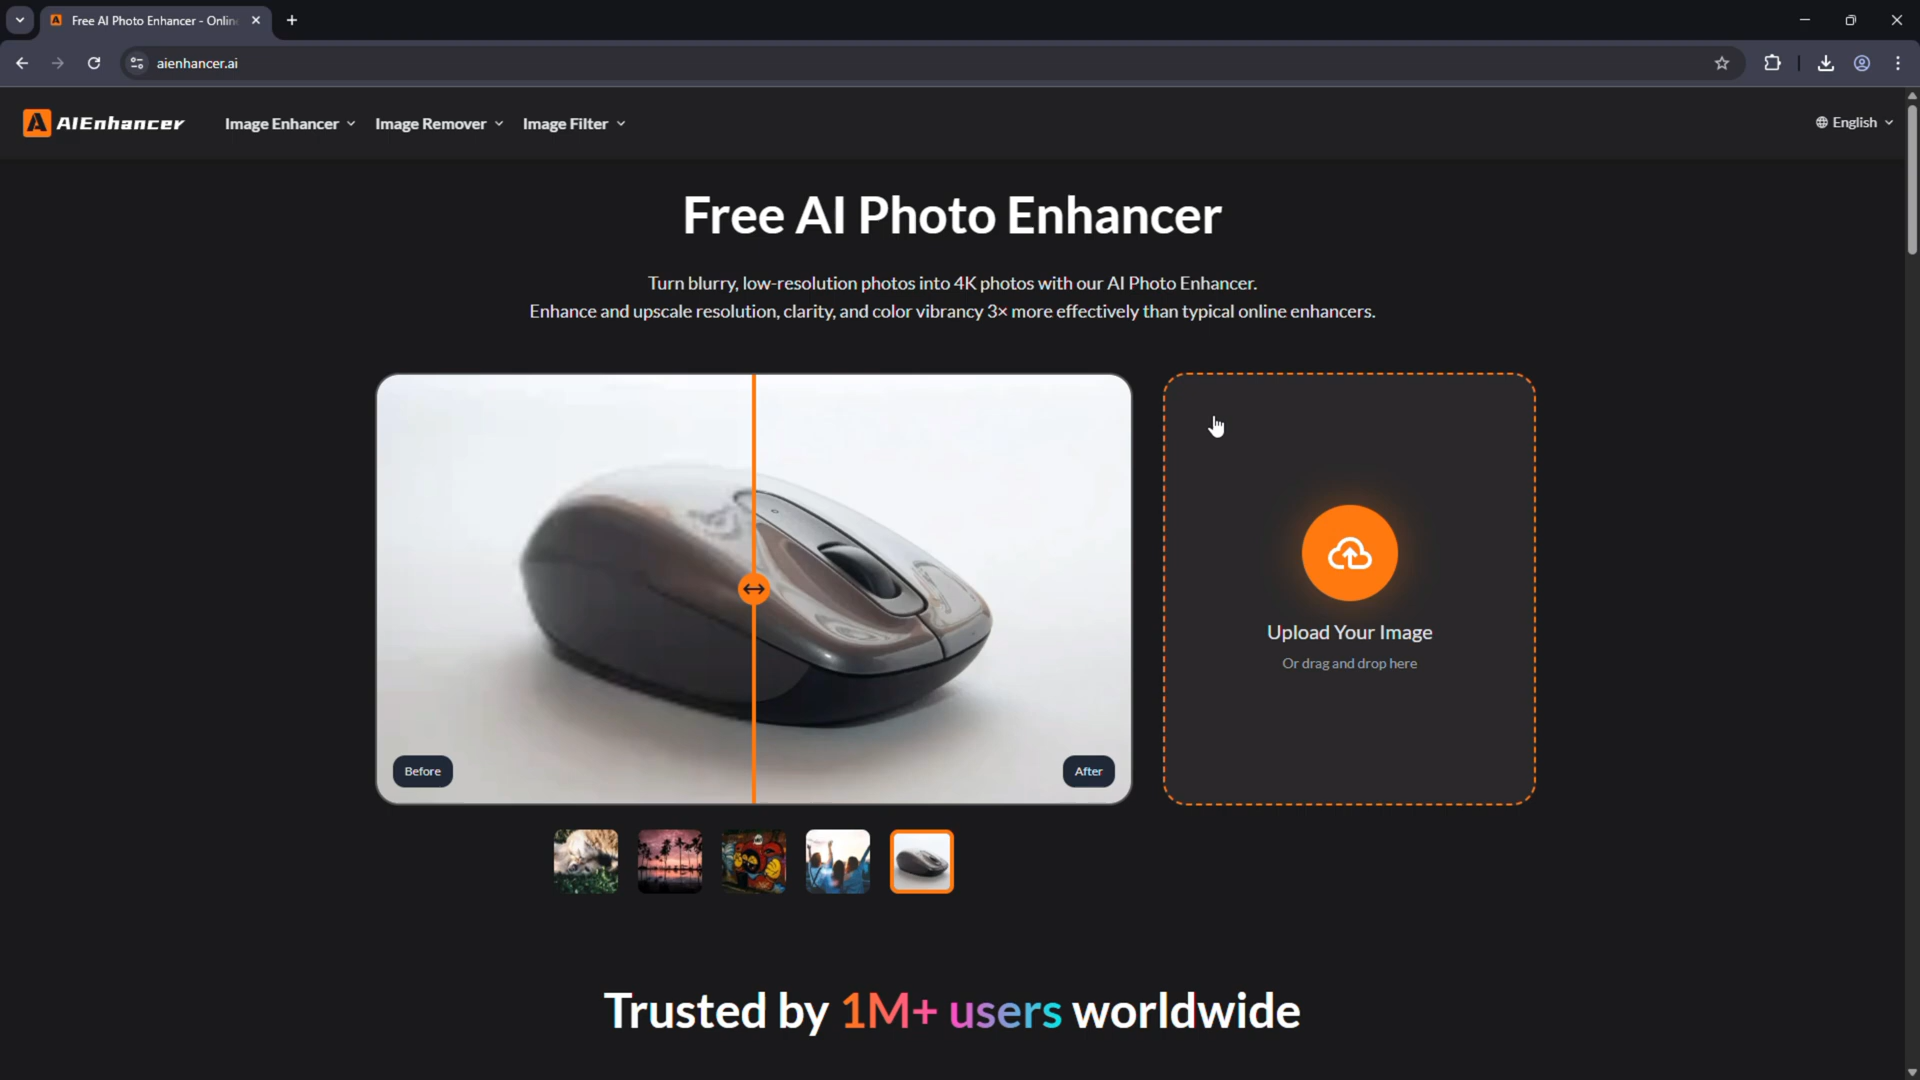 Free AI Photo Enhancer - Onlin
aienhancer.ai
AIEnhancer
Image Enhancer
Image Remover
Image Filter
English
Free AI Photo Enhancer
Turn blurry, low-resolution photos into 4K photos with our AI Photo Enhancer.
Enhance and upscale resolution, clarity, and color vibrancy 3× more effectively than typical online enhancers.
Upload Your Image
Or drag and drop here
Before
After
Trusted by 1M+ users worldwide